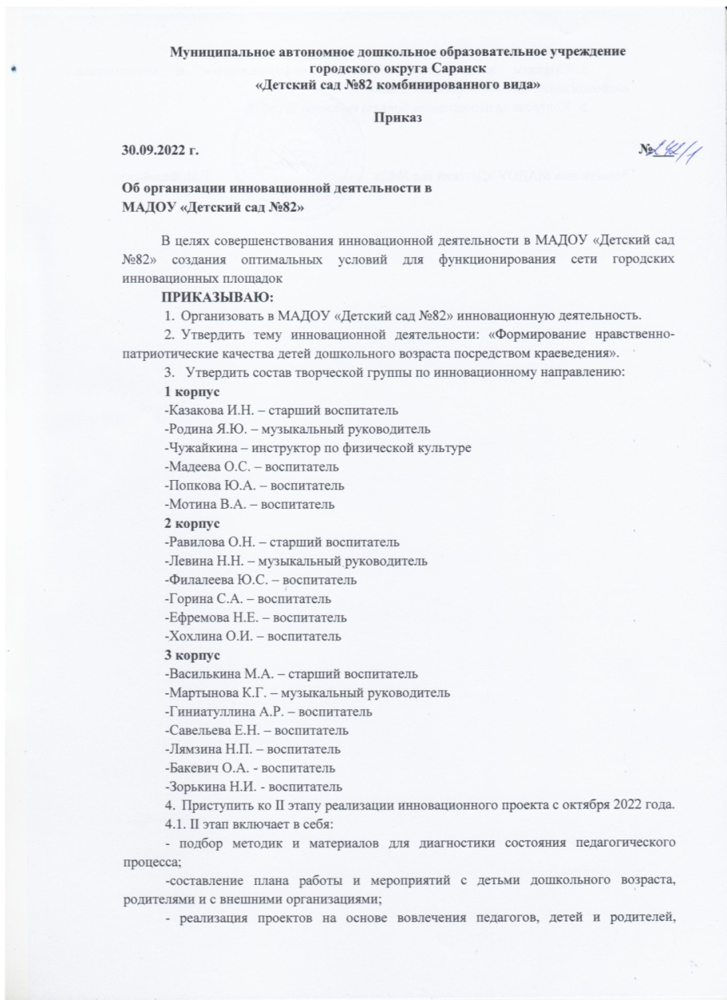 Муниципальное автономное дошкольное образовательное учреждение
городского округа Саранск
«Детский сад №82 комбинированного вида»
Приказ
30.09.2022 г. № 242/1
Об организации инновационной деятельности в
МАДОУ «Детский сад №82»
В целях совершенствования инновационной деятельности в МАДОУ «Детский сад
№82» создания оптимальных условий для функционирования сети городских
инновационных площадок
ПРИКАЗЫВАЮ:
1. Организовать в МАДОУ «Детский сад №82» инновационную деятельность.
2. Утвердить тему инновационной деятельности: «Формирование нравственно-
патриотические качества детей дошкольного возраста посредством краеведения».
3. Утвердить состав творческой группы по инновационному направлению:
1 корпус
-Казакова И.Н. – старший воспитатель
-Родина Я.Ю. – музыкальный руководитель
-Чужайкина – инструктор по физической культуре
-Мадеева О.С. – воспитатель
-Попкова Ю.А. – воспитатель
-Мотина В.А. – воспитатель
2 корпус
-Равилова О.Н. – старший воспитатель
-Левина Н.Н. – музыкальный руководитель
-Филалеева Ю.С. – воспитатель
-Горина С.А. – воспитатель
-Ефремова Н.Е. – воспитатель
-Хохлина О.И. – воспитатель
3 корпус
-Василькина М.А. – старший воспитатель
-Мартынова К.Г. – музыкальный руководитель
-Гиниатуллина А.Р. – воспитатель
-Савельева Е.Н. – воспитатель
-Лямзина Н.П. – воспитатель
-Бакевич О.А. - воспитатель
-Зорькина Н.И. - воспитатель
4. Приступить ко II этапу реализации инновационного проекта с октября 2022 года.
4.1. II этап включает в себя:
- подбор методик и материалов для диагностики состояния педагогического
процесса;
-составление плана работы и мероприятий с детьми дошкольного возраста,
родителями и с внешними организациями;
- реализация проектов на основе вовлечения педагогов, детей и родителей,